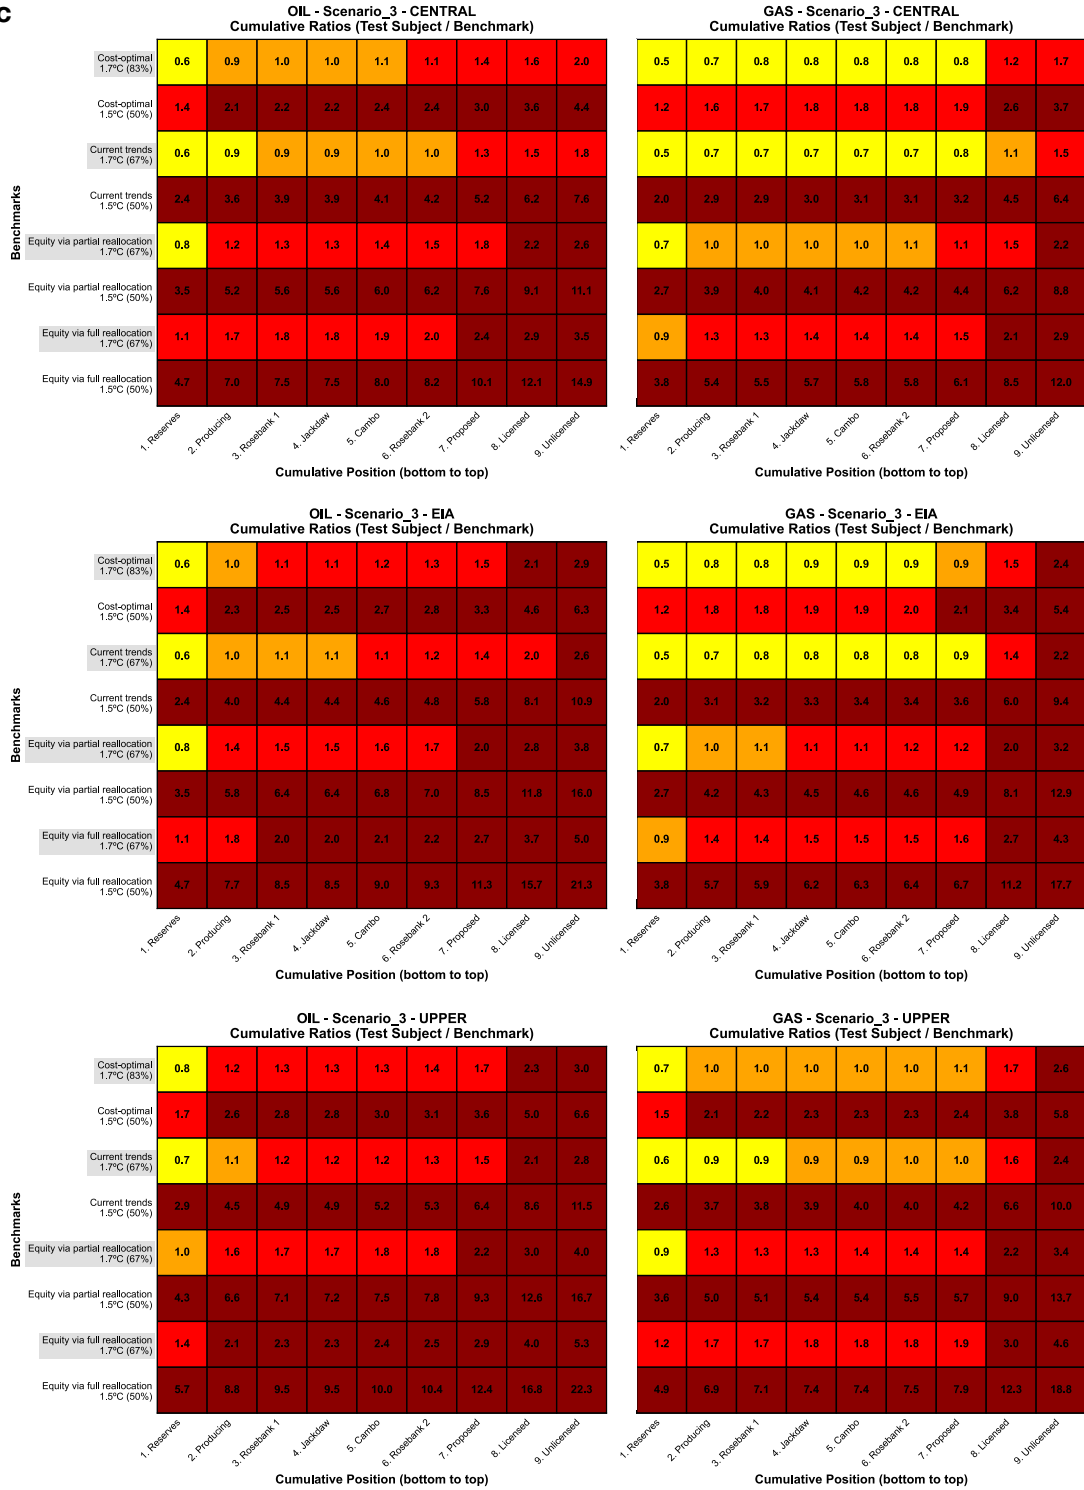 c
OIL - Scenario_3 - CENTRAL
Cumulative Ratios (Test Subject / Benchmark)
Benchmarks
Cost-optimal
1.7ºC (83%)
0.6 0.9 1.0 1.0 1.1 1.1 1.4 1.6 2.0
Cost-optimal
1.5ºC (50%)
1.4 2.1 2.2 2.2 2.4 2.4 3.0 3.6 4.4
Current trends
1.7ºC (67%)
0.6 0.9 0.9 0.9 1.0 1.0 1.3 1.5 1.8
Current trends
1.5ºC (50%)
2.4 3.6 3.9 3.9 4.1 4.2 5.2 6.2 7.6
Equity via partial reallocation
1.7ºC (67%)
0.8 1.2 1.3 1.3 1.4 1.5 1.8 2.2 2.6
Equity via partial reallocation
1.5ºC (50%)
3.5 5.2 5.6 5.6 6.0 6.2 7.6 9.1 11.1
Equity via full reallocation
1.7ºC (67%)
1.1 1.7 1.8 1.8 1.9 2.0 2.4 2.9 3.5
Equity via full reallocation
1.5ºC (50%)
4.7 7.0 7.5 7.5 8.0 8.2 10.1 12.1 14.9
1. Reserves
2. Producing
3. Rosebank 1
4. Jackdaw
5. Cambo
6. Rosebank 2
7. Proposed
8. Licensed
9. Unlicensed
Cumulative Position (bottom to top)
GAS - Scenario_3 - CENTRAL
Cumulative Ratios (Test Subject / Benchmark)
0.5 0.7 0.8 0.8 0.8 0.8 0.8 1.2 1.7
1.2 1.6 1.7 1.8 1.8 1.8 1.9 2.6 3.7
0.5 0.7 0.7 0.7 0.7 0.7 0.8 1.1 1.5
2.0 2.9 2.9 3.0 3.1 3.1 3.2 4.5 6.4
0.7 1.0 1.0 1.0 1.0 1.1 1.1 1.5 2.2
2.7 3.9 4.0 4.1 4.2 4.2 4.4 6.2 8.8
0.9 1.3 1.3 1.4 1.4 1.4 1.5 2.1 2.9
3.8 5.4 5.5 5.7 5.8 5.8 6.1 8.5 12.0
1. Reserves
2. Producing
3. Rosebank 1
4. Jackdaw
5. Cambo
6. Rosebank 2
7. Proposed
8. Licensed
9. Unlicensed
Cumulative Position (bottom to top)
OIL - Scenario_3 - EIA
Cumulative Ratios (Test Subject / Benchmark)
Benchmarks
Cost-optimal
1.7ºC (83%)
0.6 1.0 1.1 1.1 1.2 1.3 1.5 2.1 2.9
Cost-optimal
1.5ºC (50%)
1.4 2.3 2.5 2.5 2.7 2.8 3.3 4.6 6.3
Current trends
1.7ºC (67%)
0.6 1.0 1.1 1.1 1.1 1.2 1.4 2.0 2.6
Current trends
1.5ºC (50%)
2.4 4.0 4.4 4.4 4.6 4.8 5.8 8.1 10.9
Equity via partial reallocation
1.7ºC (67%)
0.8 1.4 1.5 1.5 1.6 1.7 2.0 2.8 3.8
Equity via partial reallocation
1.5ºC (50%)
3.5 5.8 6.4 6.4 6.8 7.0 8.5 11.8 16.0
Equity via full reallocation
1.7ºC (67%)
1.1 1.8 2.0 2.0 2.1 2.2 2.7 3.7 5.0
Equity via full reallocation
1.5ºC (50%)
4.7 7.7 8.5 8.5 9.0 9.3 11.3 15.7 21.3
1. Reserves
2. Producing
3. Rosebank 1
4. Jackdaw
5. Cambo
6. Rosebank 2
7. Proposed
8. Licensed
9. Unlicensed
Cumulative Position (bottom to top)
GAS - Scenario_3 - EIA
Cumulative Ratios (Test Subject / Benchmark)
0.5 0.8 0.8 0.9 0.9 0.9 0.9 1.5 2.4
1.2 1.8 1.8 1.9 1.9 2.0 2.1 3.4 5.4
0.5 0.7 0.8 0.8 0.8 0.8 0.9 1.4 2.2
2.0 3.1 3.2 3.3 3.4 3.4 3.6 6.0 9.4
0.7 1.0 1.1 1.1 1.1 1.2 1.2 2.0 3.2
2.7 4.2 4.3 4.5 4.6 4.6 4.9 8.1 12.9
0.9 1.4 1.4 1.5 1.5 1.5 1.6 2.7 4.3
3.8 5.7 5.9 6.2 6.3 6.4 6.7 11.2 17.7
1. Reserves
2. Producing
3. Rosebank 1
4. Jackdaw
5. Cambo
6. Rosebank 2
7. Proposed
8. Licensed
9. Unlicensed
Cumulative Position (bottom to top)
OIL - Scenario_3 - UPPER
Cumulative Ratios (Test Subject / Benchmark)
Benchmarks
Cost-optimal
1.7ºC (83%)
0.8 1.2 1.3 1.3 1.3 1.4 1.7 2.3 3.0
Cost-optimal
1.5ºC (50%)
1.7 2.6 2.8 2.8 3.0 3.1 3.6 5.0 6.6
Current trends
1.7ºC (67%)
0.7 1.1 1.2 1.2 1.2 1.3 1.5 2.1 2.8
Current trends
1.5ºC (50%)
2.9 4.5 4.9 4.9 5.2 5.3 6.4 8.6 11.5
Equity via partial reallocation
1.7ºC (67%)
1.0 1.6 1.7 1.7 1.8 1.8 2.2 3.0 4.0
Equity via partial reallocation
1.5ºC (50%)
4.3 6.6 7.1 7.2 7.5 7.8 9.3 12.6 16.7
Equity via full reallocation
1.7ºC (67%)
1.4 2.1 2.3 2.3 2.4 2.5 2.9 4.0 5.3
Equity via full reallocation
1.5ºC (50%)
5.7 8.8 9.5 9.5 10.0 10.4 12.4 16.8 22.3
1. Reserves
2. Producing
3. Rosebank 1
4. Jackdaw
5. Cambo
6. Rosebank 2
7. Proposed
8. Licensed
9. Unlicensed
Cumulative Position (bottom to top)
GAS - Scenario_3 - UPPER
Cumulative Ratios (Test Subject / Benchmark)
0.7 1.0 1.0 1.0 1.0 1.0 1.1 1.7 2.6
1.5 2.1 2.2 2.3 2.3 2.3 2.4 3.8 5.8
0.6 0.9 0.9 0.9 0.9 1.0 1.0 1.6 2.4
2.6 3.7 3.8 3.9 4.0 4.0 4.2 6.6 10.0
0.9 1.3 1.3 1.3 1.4 1.4 1.4 2.2 3.4
3.6 5.0 5.1 5.4 5.4 5.5 5.7 9.0 13.7
1.2 1.7 1.7 1.8 1.8 1.8 1.9 3.0 4.6
4.9 6.9 7.1 7.4 7.4 7.5 7.9 12.3 18.8
1. Reserves
2. Producing
3. Rosebank 1
4. Jackdaw
5. Cambo
6. Rosebank 2
7. Proposed
8. Licensed
9. Unlicensed
Cumulative Position (bottom to top)